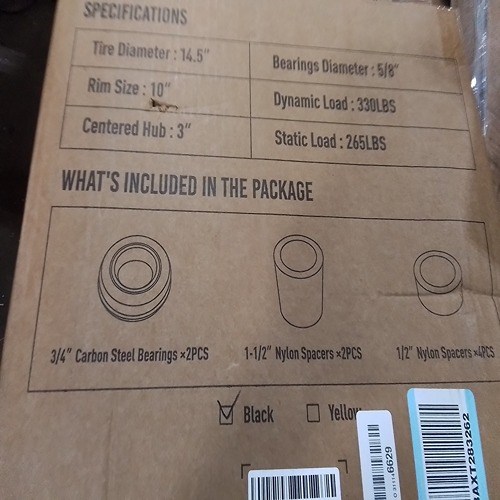 SPECIFICATIONS
Tire Diameter : 14.5"
Bearings Diameter : 5/8"
Rim Size : 10"
Dynamic Load : 330LBS
Centered Hub : 3"
Static Load : 265LBS
WHAT'S INCLUDED IN THE PACKAGE
3/4" Carbon Steel Bearings ×2PCS
1-1/2" Nylon Spacers ×2PCS
1/2" Nylon Spacers ×4PCS
Black
Yellow
AXT283262